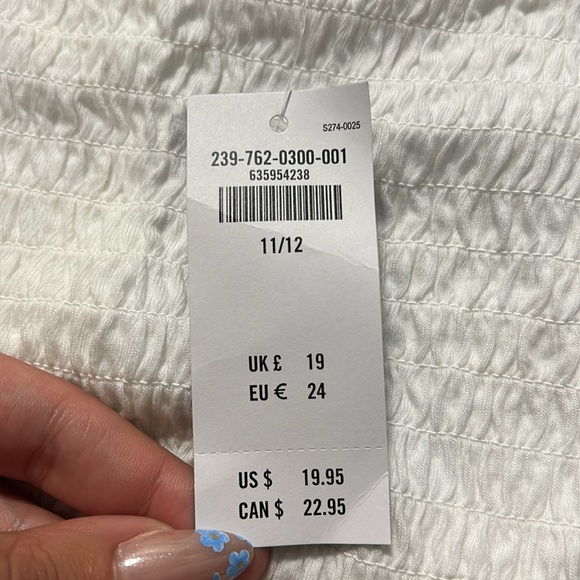 S274-0025
239-762-0300-001
635954238
11/12
UK £ 19
EU € 24
US $ 19.95
CAN $ 22.95